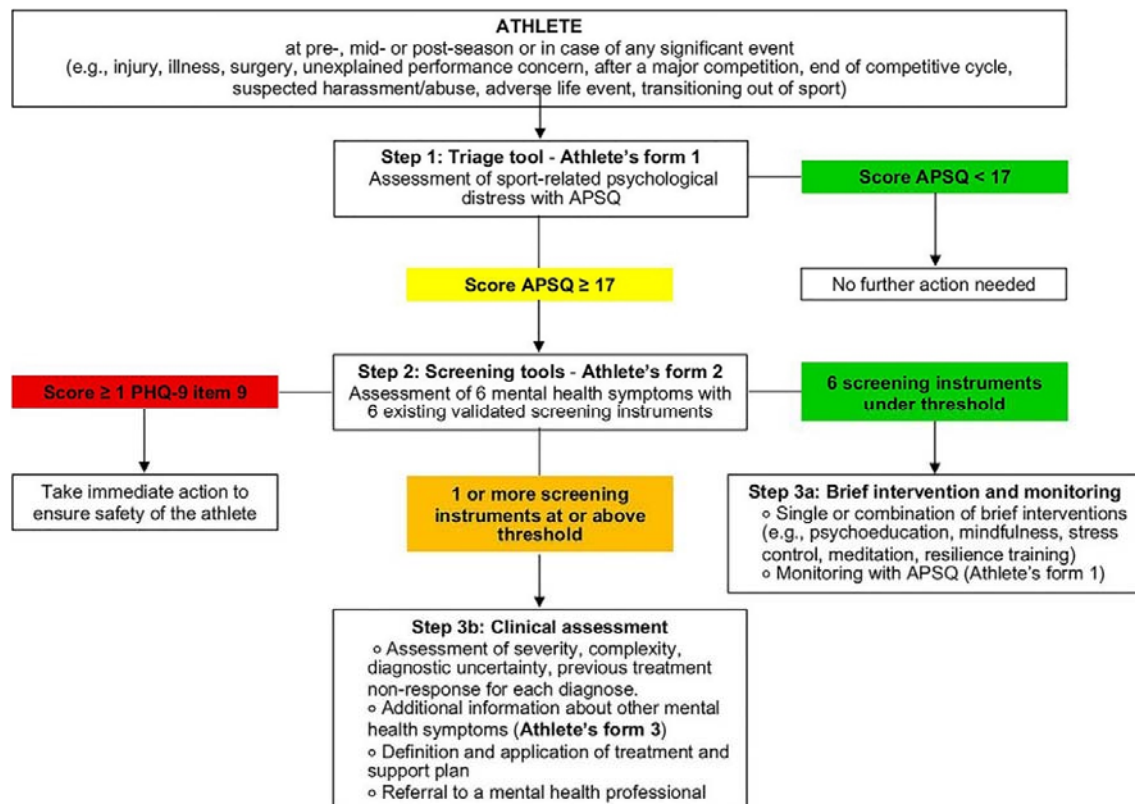 ATHLETE
at pre-, mid- or post-season or in case of any significant event
(e.g., injury, illness, surgery, unexplained performance concern, after a major competition, end of competitive cycle,
suspected harassment/abuse, adverse life event, transitioning out of sport)
Step 1: Triage tool - Athlete's form 1
Assessment of sport-related psychological
distress with APSQ
Score APSQ < 17
Score APSQ ≥ 17
No further action needed
Step 2: Screening tools - Athlete's form 2
Assessment of 6 mental health symptoms with
6 existing validated screening instruments
Score ≥ 1 PHQ-9 item 9
6 screening instruments
under threshold
Take immediate action to
ensure safety of the athlete
1 or more screening
instruments at or above
threshold
Step 3a: Brief intervention and monitoring
∘ Single or combination of brief interventions
(e.g., psychoeducation, mindfulness, stress
control, meditation, resilience training)
∘ Monitoring with APSQ (Athlete's form 1)
Step 3b: Clinical assessment
∘ Assessment of severity, complexity,
diagnostic uncertainty, previous treatment
non-response for each diagnose.
∘ Additional information about other mental
health symptoms (Athlete's form 3)
∘ Definition and application of treatment and
support plan
∘ Referral to a mental health professional